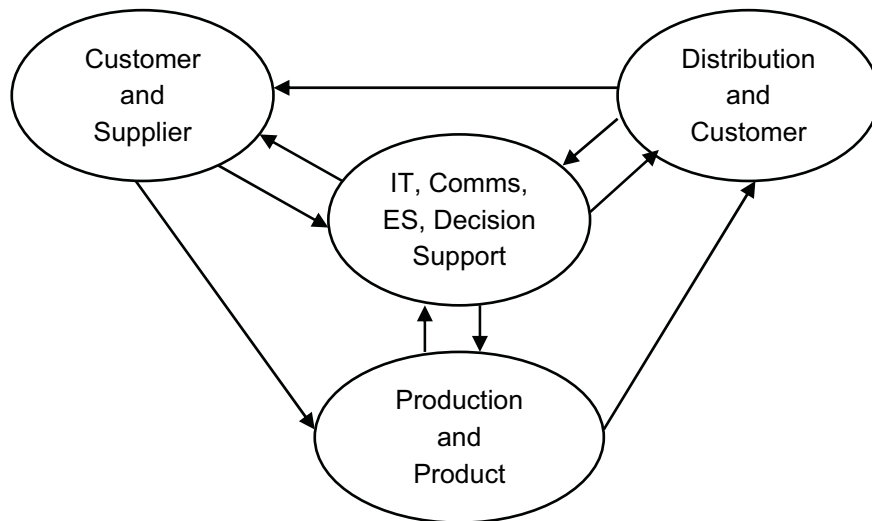 Customer
and
Supplier
Distribution
and
Customer
IT, Comms,
ES, Decision
Support
Production
and
Product